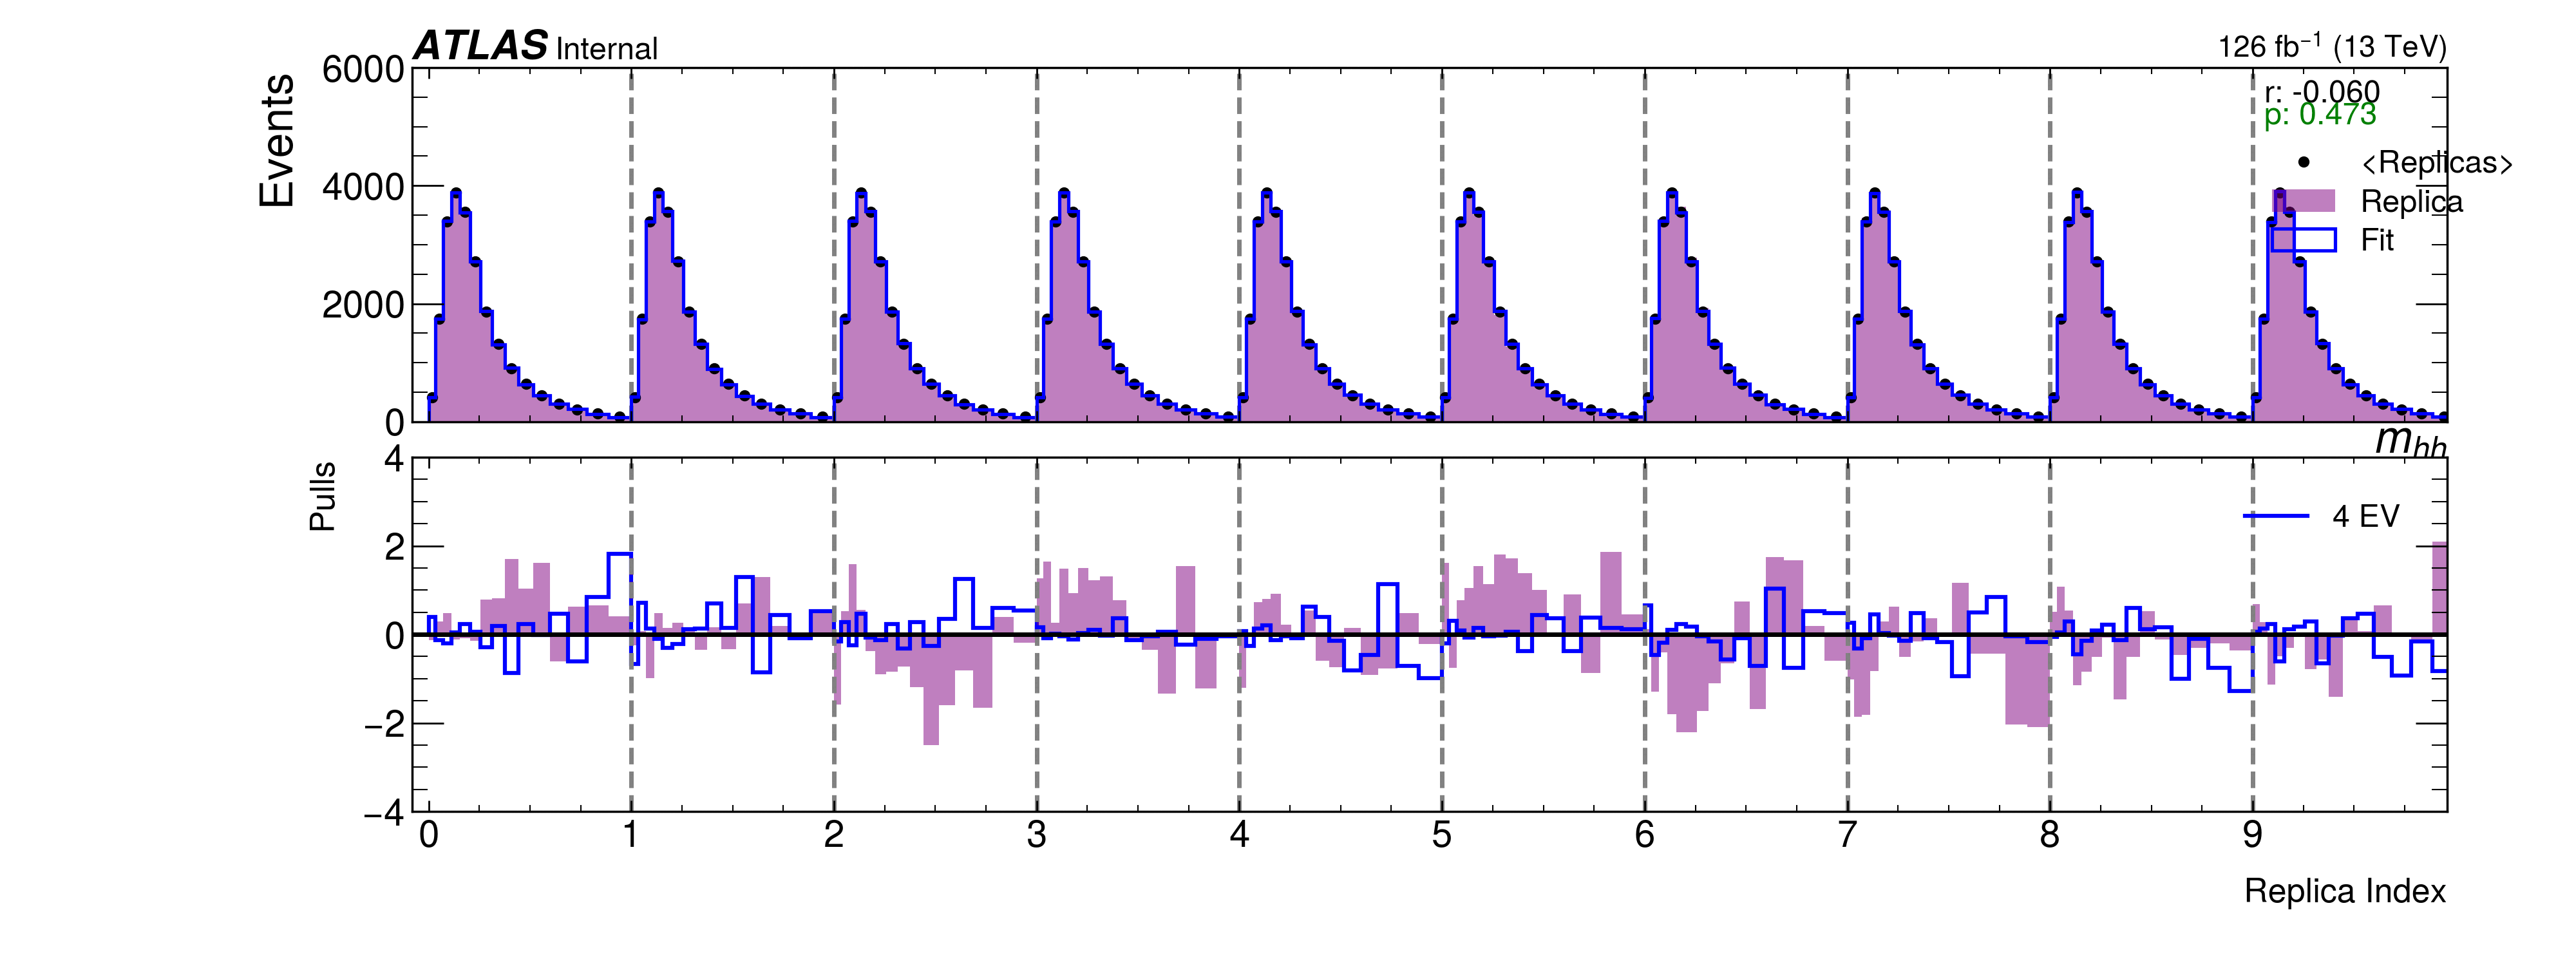 ATLAS Internal
126 fb⁻¹ (13 TeV)
Events
6000
4000
2000
0
r: -0.060
p: 0.473
<Replicas>
Replica
Fit
m_hh
Pulls
4
2
0
−2
−4
4 EV
0 1 2 3 4 5 6 7 8 9
Replica Index